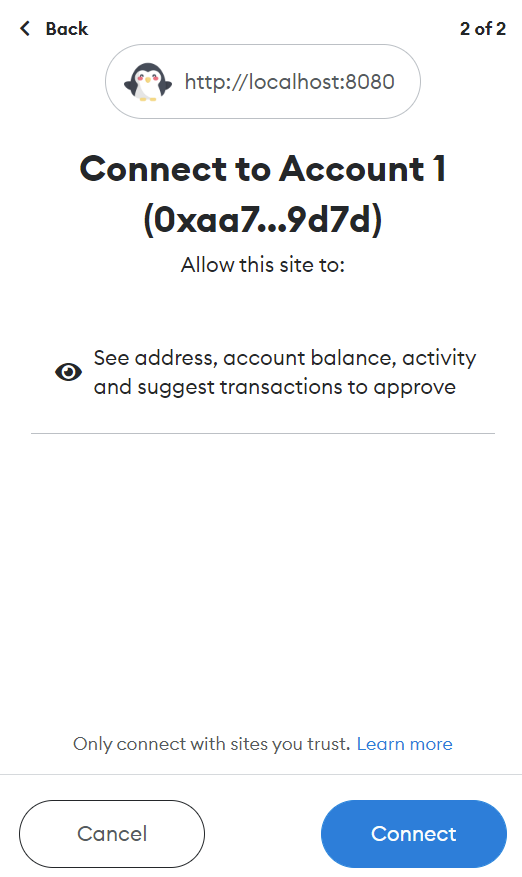 Back
2 of 2
http://localhost:8080
Connect to Account 1
(0xaa7...9d7d)
Allow this site to:
See address, account balance, activity
and suggest transactions to approve
Only connect with sites you trust. Learn more
Cancel
Connect